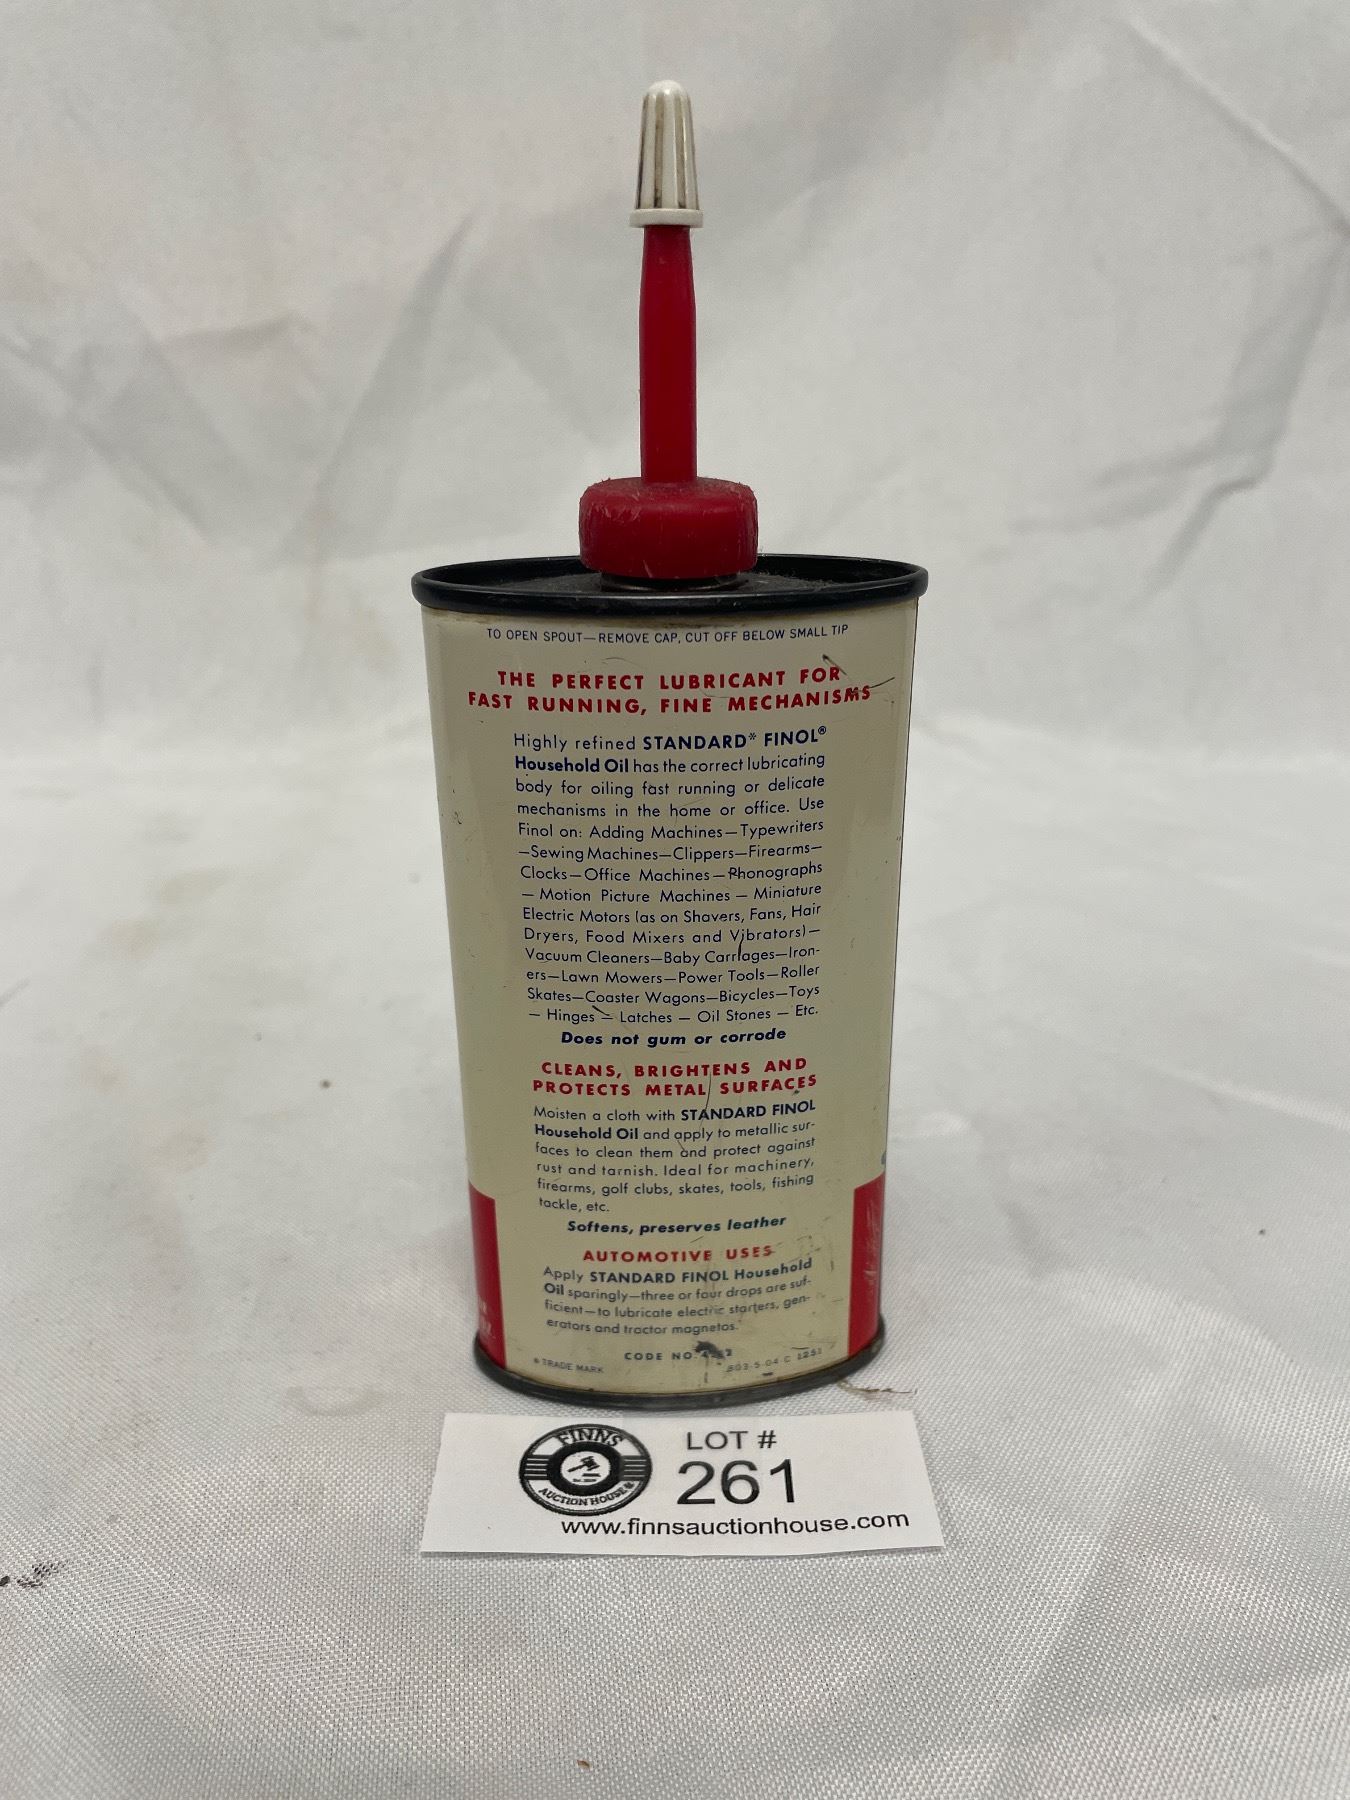 TO OPEN SPOUT—REMOVE CAP, CUT OFF BELOW SMALL TIP
THE PERFECT LUBRICANT FOR
FAST RUNNING, FINE MECHANISMS
Highly refined STANDARD* FINOL®
Household Oil has the correct lubricating
body for oiling fast running or delicate
mechanisms in the home or office. Use
Finol on: Adding Machines—Typewriters
—Sewing Machines—Clippers—Firearms—
Clocks—Office Machines—Phonographs
— Motion Picture Machines — Miniature
Electric Motors (as on Shavers, Fans, Hair
Dryers, Food Mixers and Vibrators)—
Vacuum Cleaners—Baby Carriages—Iron-
ers—Lawn Mowers—Power Tools—Roller
Skates—Coaster Wagons—Bicycles—Toys
— Hinges — Latches — Oil Stones — Etc.
Does not gum or corrode
CLEANS, BRIGHTENS AND
PROTECTS METAL SURFACES
Moisten a cloth with STANDARD FINOL
Household Oil and apply to metallic sur-
faces to clean them and protect against
rust and tarnish. Ideal for machinery,
firearms, golf clubs, skates, tools, fishing
tackle, etc.
Softens, preserves leather
AUTOMOTIVE USES
Apply STANDARD FINOL Household
Oil sparingly—three or four drops are suf-
ficient—to lubricate electric starters, gen-
erators and tractor magnetos.
CODE NO.
* TRADE MARK 803-5-04 C 1251
FINNS
AUCTION HOUSE
LOT #
261
www.finnsauctionhouse.com